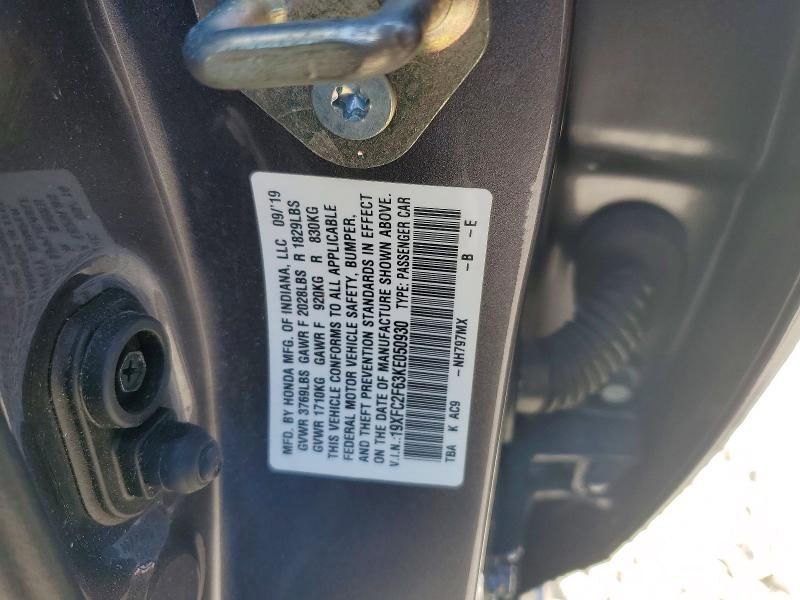 MFD. BY HONDA MFG. OF INDIANA, LLC 09/'19
GVWR 3769LBS GAWR F 2028LBS R 1829LBS
GVWR 1710KG GAWR F 920KG R 830KG
THIS VEHICLE CONFORMS TO ALL APPLICABLE
FEDERAL MOTOR VEHICLE SAFETY, BUMPER,
AND THEFT PREVENTION STANDARDS IN EFFECT
ON THE DATE OF MANUFACTURE SHOWN ABOVE.
V.I.N.:19XFC2F63KE050930 TYPE: PASSENGER CAR
TBA K AC9 -NH797MX -B -E